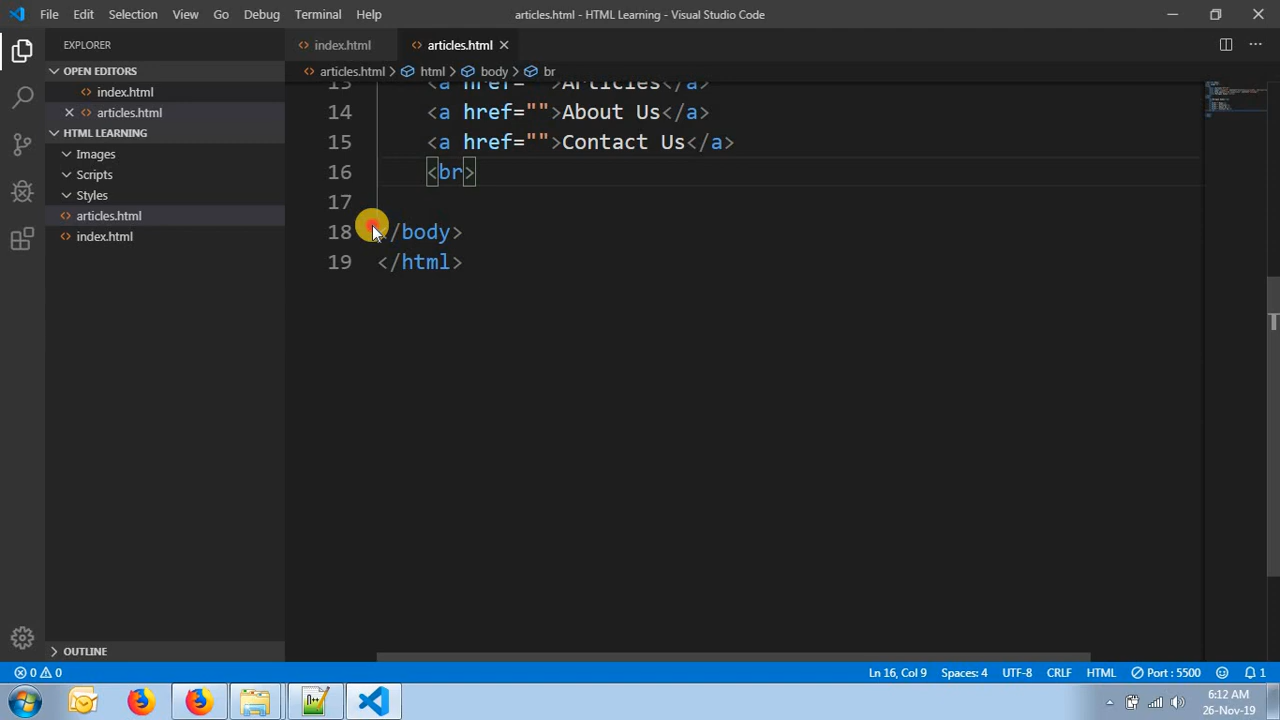 File Edit Selection View Go Debug Terminal Help articles.html - HTML Learning - Visual Studio Code
EXPLORER
OPEN EDITORS
index.html
articles.html
HTML LEARNING
Images
Scripts
Styles
articles.html
index.html
OUTLINE
index.html articles.html
articles.html > html > body > br
13 <a href="">Articles</a>
14 <a href="">About Us</a>
15 <a href="">Contact Us</a>
16 <br>
17
18 </body>
19 </html>
0 0 Ln 16, Col 9 Spaces: 4 UTF-8 CRLF HTML Port : 5500 1
6:12 AM
26-Nov-19